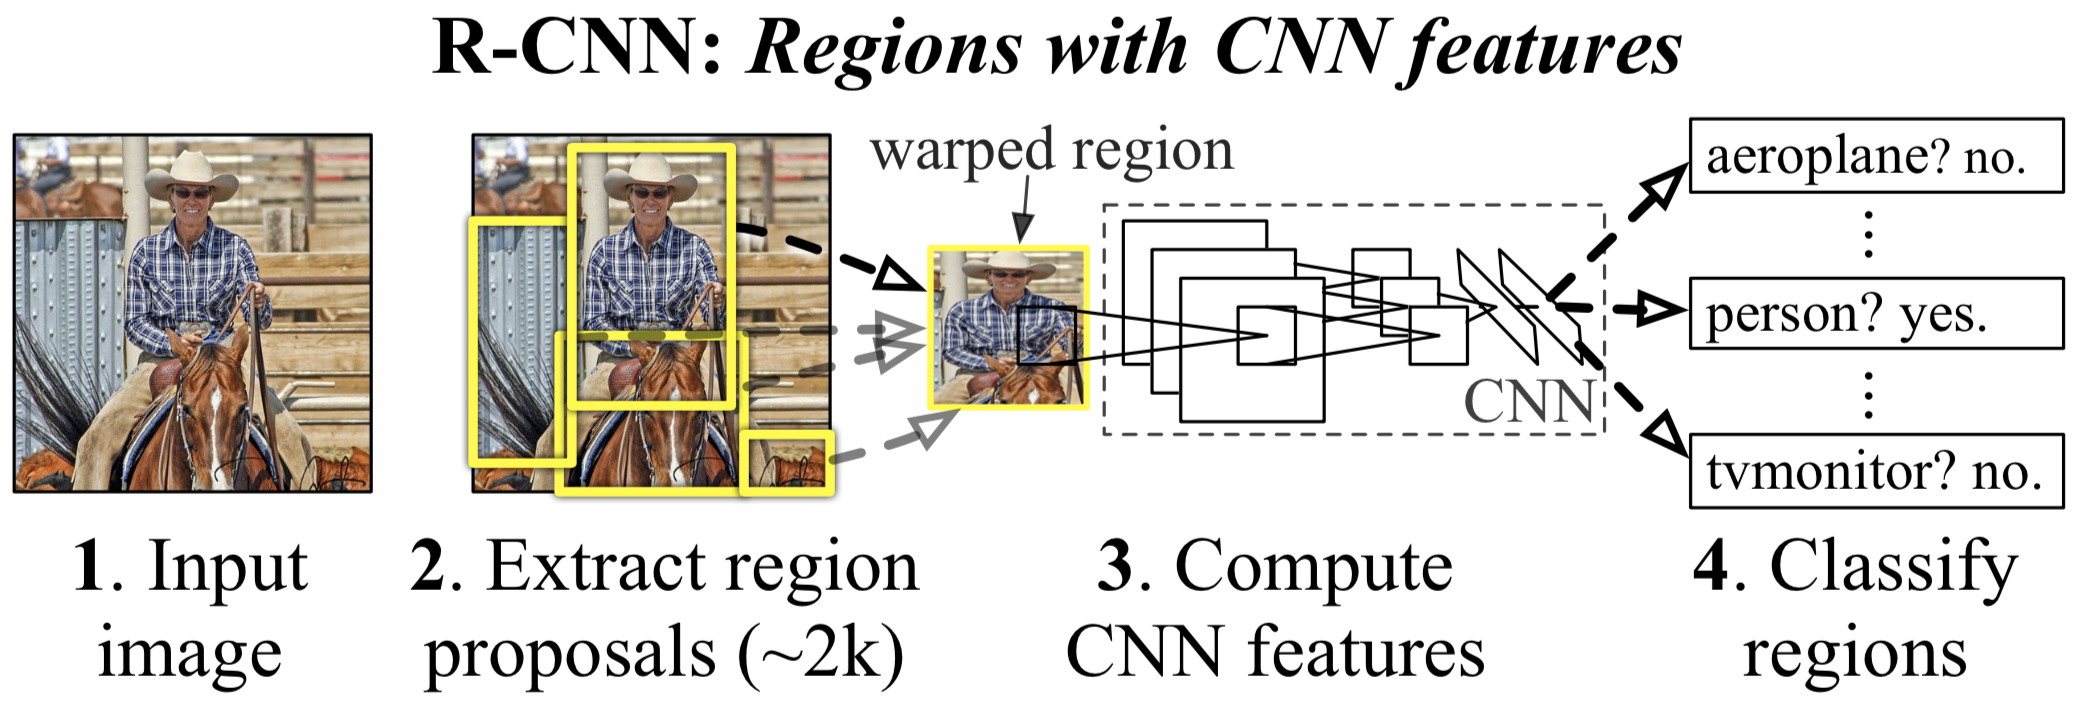 R-CNN: Regions with CNN features
warped region
aeroplane? no.
person? yes.
CNN
tvmonitor? no.
1. Input
image
2. Extract region
proposals (~2k)
3. Compute
CNN features
4. Classify
regions